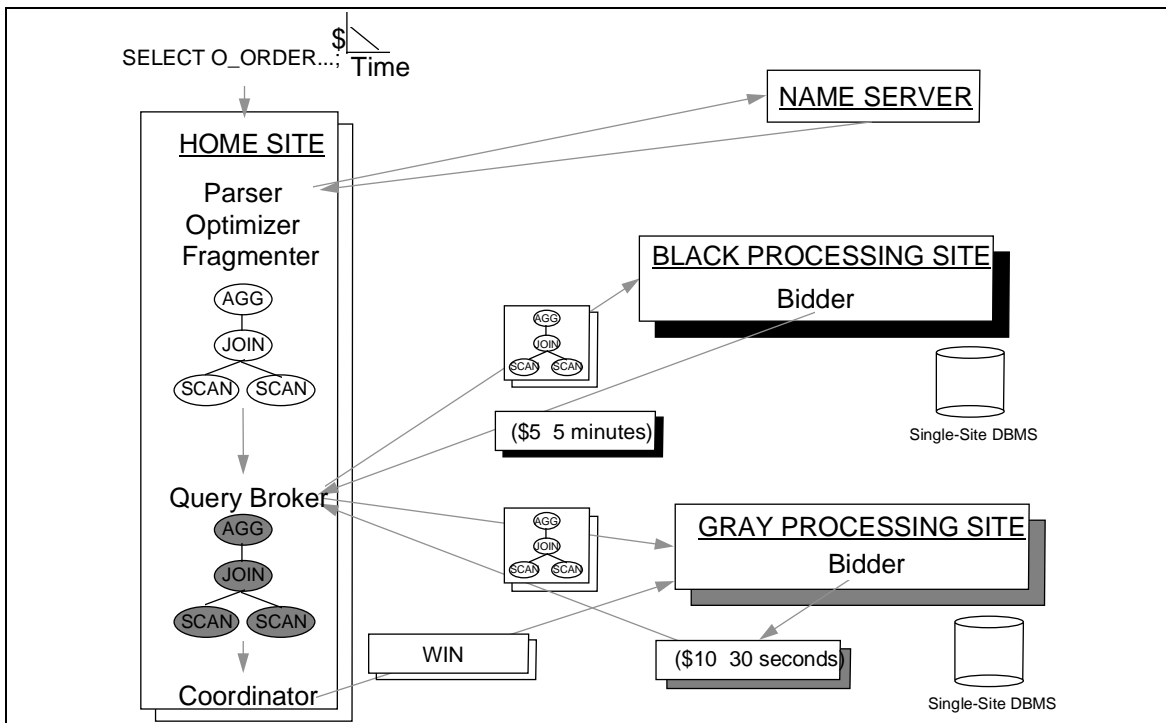 $
SELECT O_ORDER...;
Time
NAME SERVER
HOME SITE
Parser
Optimizer
Fragmenter
AGG
JOIN
SCAN SCAN
BLACK PROCESSING SITE
Bidder
AGG
JOIN
SCAN SCAN
($5 5 minutes)
Single-Site DBMS
Query Broker
AGG
JOIN
SCAN SCAN
AGG
JOIN
SCAN SCAN
GRAY PROCESSING SITE
Bidder
WIN
($10 30 seconds)
Coordinator
Single-Site DBMS